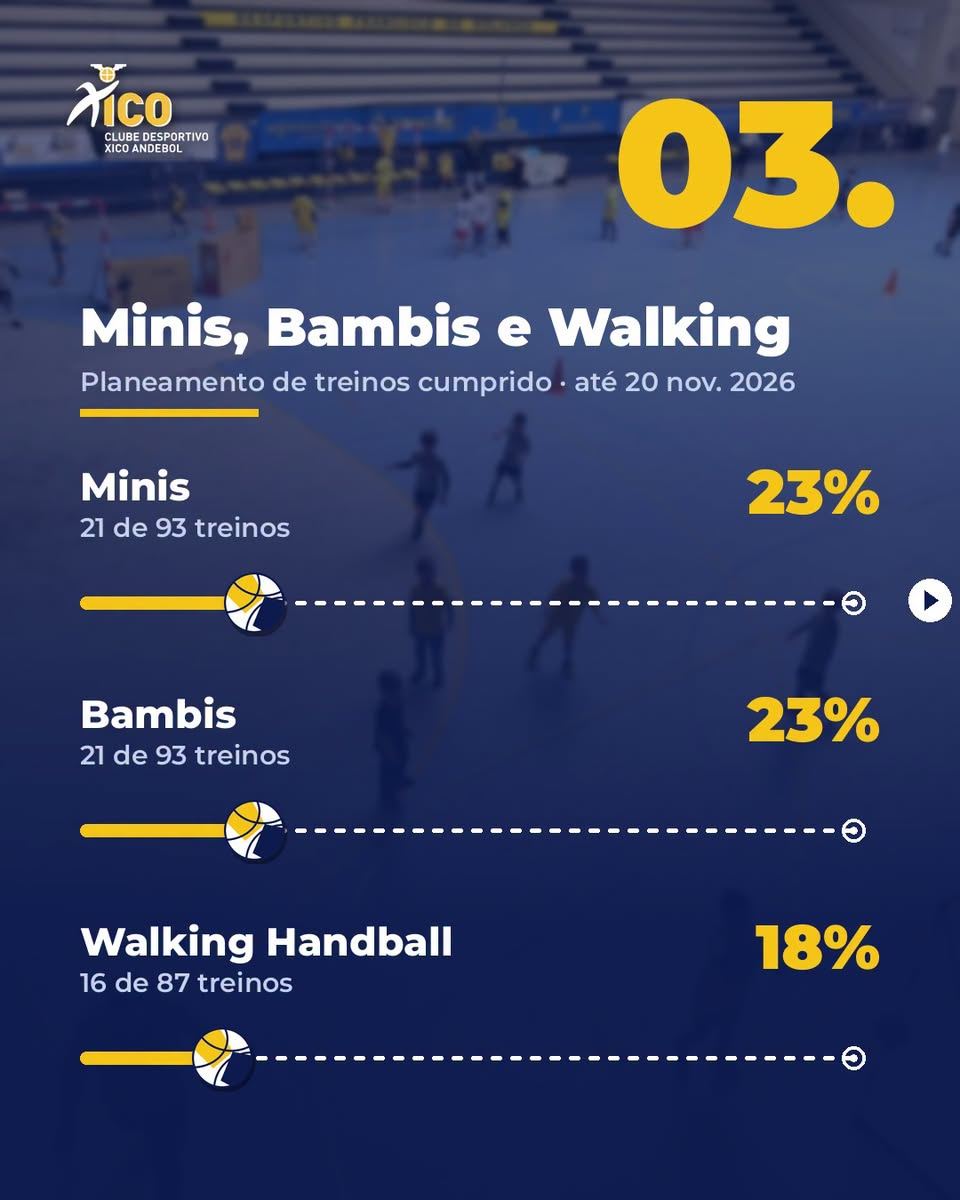 XICO
CLUBE DESPORTIVO
XICO ANDEBOL
03.
Minis, Bambis e Walking
Planeamento de treinos cumprido · até 20 nov. 2026
Minis
23%
21 de 93 treinos
Bambis
23%
21 de 93 treinos
Walking Handball
18%
16 de 87 treinos